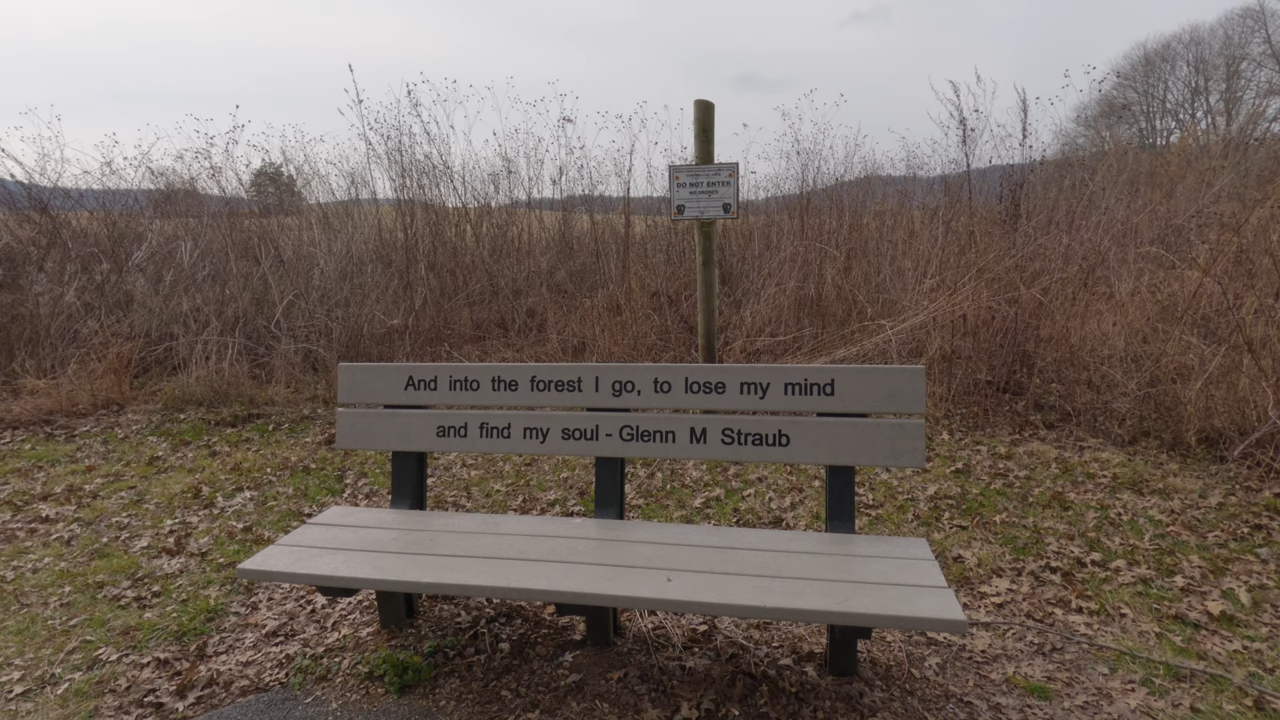 DO NOT ENTER
NO DRONES
And into the forest I go, to lose my mind
and find my soul - Glenn M Straub